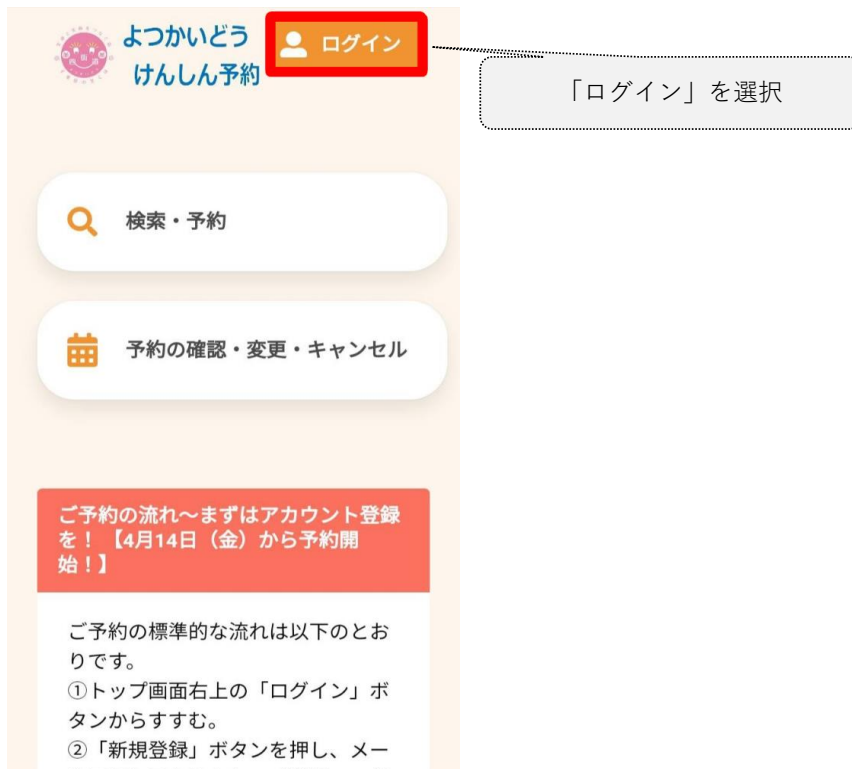 よつかいどう
けんしん予約
ログイン
「ログイン」を選択
検索・予約
予約の確認・変更・キャンセル
ご予約の流れ～まずはアカウント登録
を！【4月14日（金）から予約開
始！】
ご予約の標準的な流れは以下のとお
りです。
①トップ画面右上の「ログイン」ボ
タンからすすむ。
②「新規登録」ボタンを押し、メー